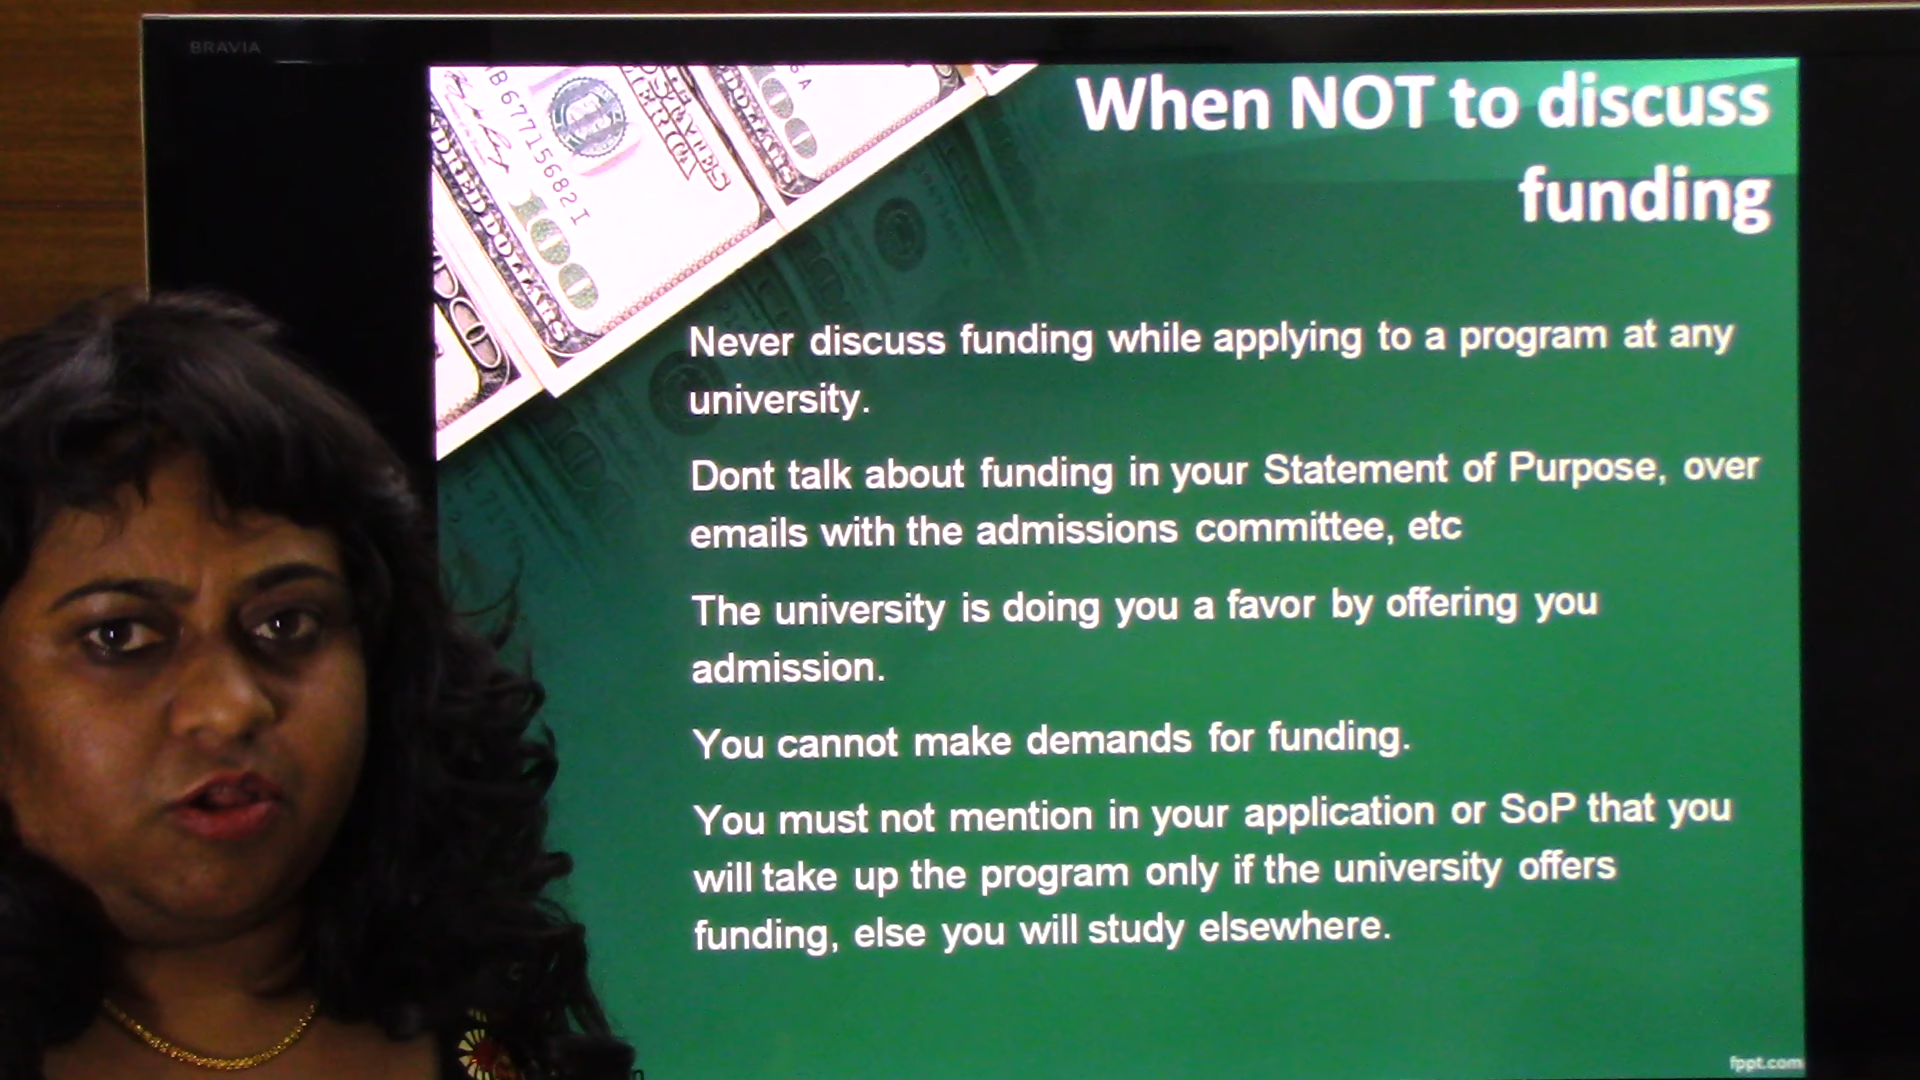 BRAVIA
When NOT to discuss
funding
B 67715682 I
100
Never discuss funding while applying to a program at any
university.
Dont talk about funding in your Statement of Purpose, over
emails with the admissions committee, etc
The university is doing you a favor by offering you
admission.
You cannot make demands for funding.
You must not mention in your application or SoP that you
will take up the program only if the university offers
funding, else you will study elsewhere.
fppt.com